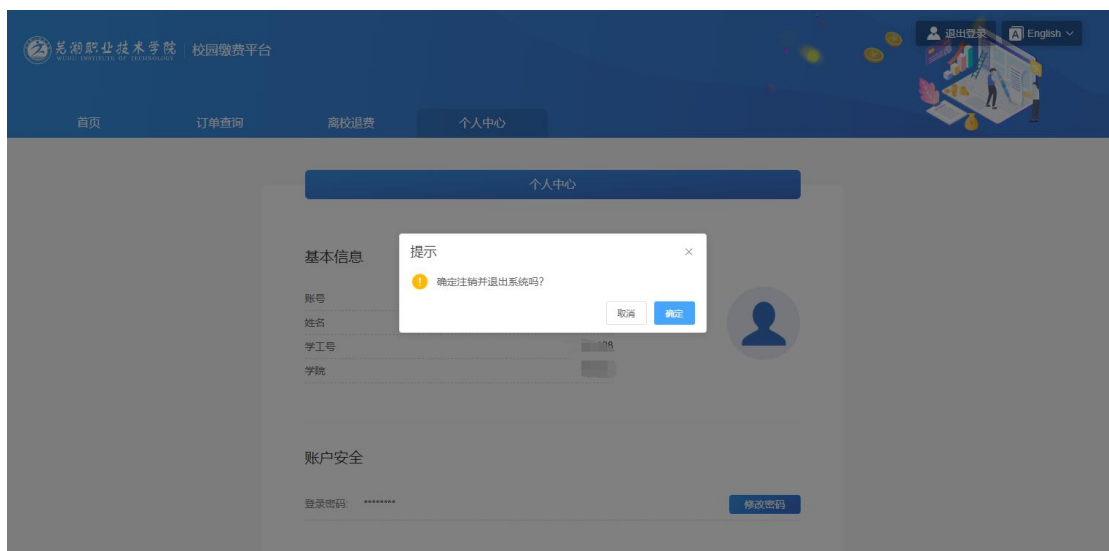 芜湖职业技术学院 校园缴费平台
WUHU INSTITUTE OF TECHNOLOGY
退出登录 A English
首页 订单查询 离校退费 个人中心
个人中心
基本信息
提示 ×
! 确定注销并退出系统吗?
取消 确定
账号
姓名
学工号
学院
账户安全
登录密码: ********
修改密码